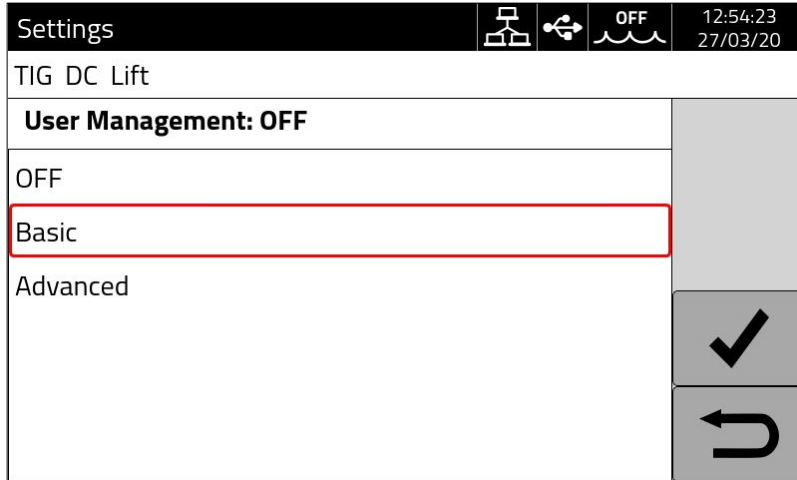 Settings
OFF
12:54:23
27/03/20
TIG DC Lift
User Management: OFF
OFF
Basic
Advanced